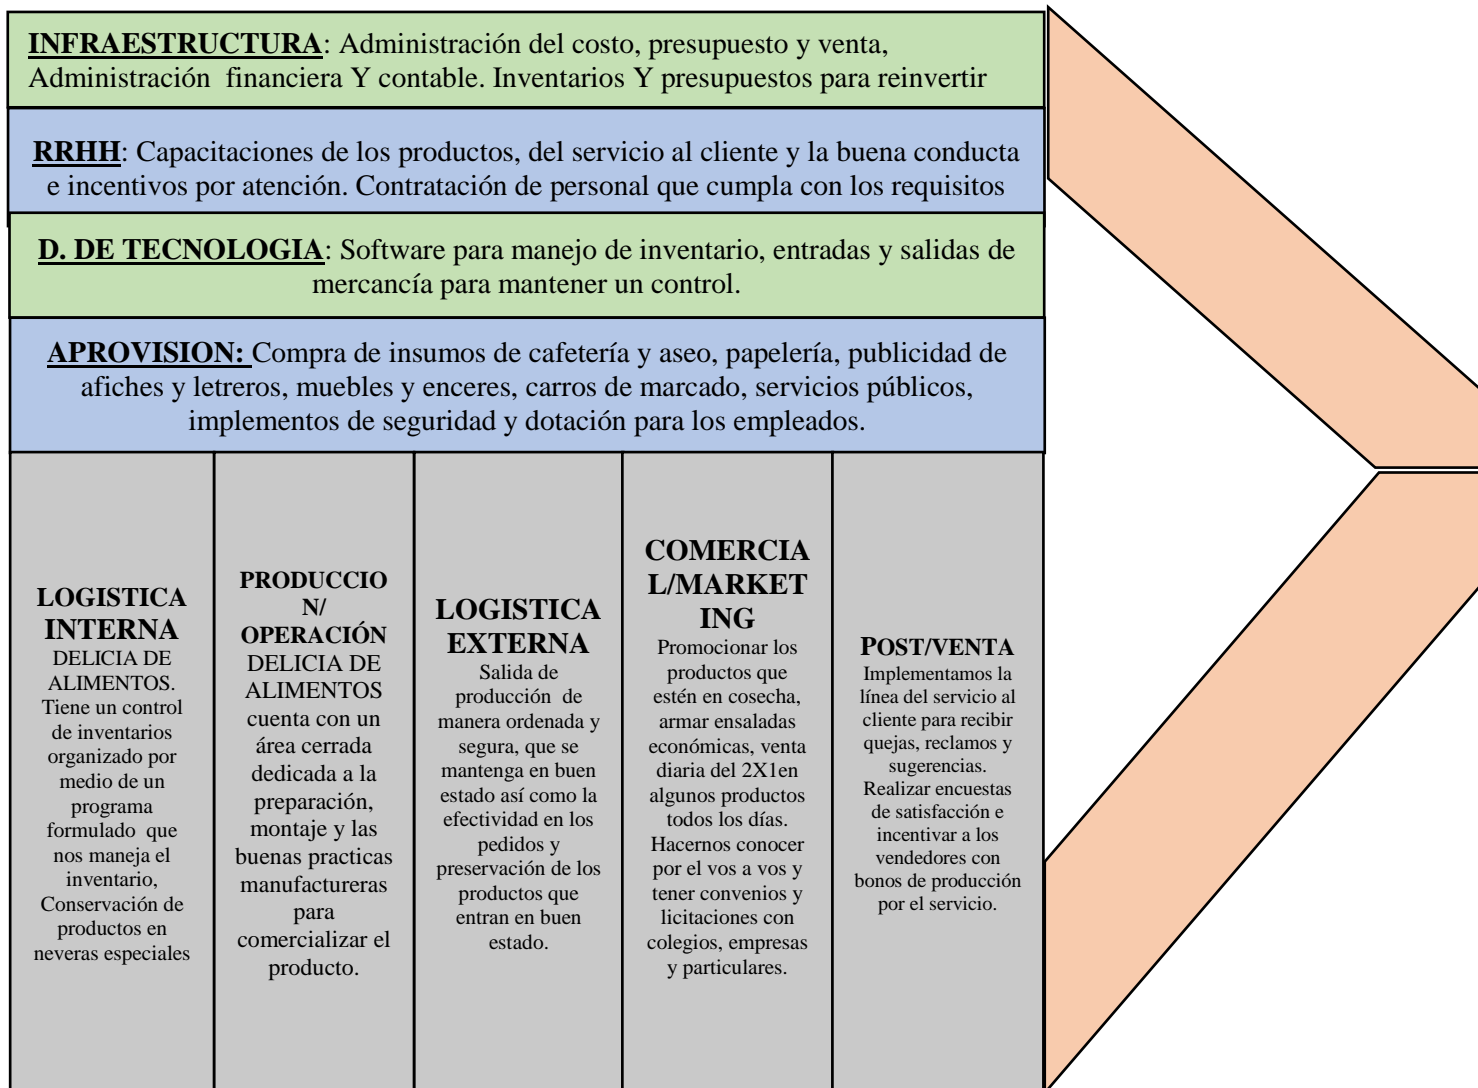 INFRAESTRUCTURA: Administración del costo, presupuesto y venta,
Administración financiera Y contable. Inventarios Y presupuestos para reinvertir
RRHH: Capacitaciones de los productos, del servicio al cliente y la buena conducta
e incentivos por atención. Contratación de personal que cumpla con los requisitos
D. DE TECNOLOGIA: Software para manejo de inventario, entradas y salidas de
mercancía para mantener un control.
APROVISION: Compra de insumos de cafetería y aseo, papelería, publicidad de
afiches y letreros, muebles y enceres, carros de marcado, servicios públicos,
implementos de seguridad y dotación para los empleados.
LOGISTICA
INTERNA
DELICIA DE
ALIMENTOS.
Tiene un control
de inventarios
organizado por
medio de un
programa
formulado que
nos maneja el
inventario,
Conservación de
productos en
neveras especiales
PRODUCCIO
N/
OPERACIÓN
DELICIA DE
ALIMENTOS
cuenta con un
área cerrada
dedicada a la
preparación,
montaje y las
buenas practicas
manufactureras
para
comercializar el
producto.
LOGISTICA
EXTERNA
Salida de
producción de
manera ordenada y
segura, que se
mantenga en buen
estado así como la
efectividad en los
pedidos y
preservación de los
productos que
entran en buen
estado.
COMERCIA
L/MARKET
ING
Promocionar los
productos que
estén en cosecha,
armar ensaladas
económicas, venta
diaria del 2X1en
algunos productos
todos los días.
Hacernos conocer
por el vos a vos y
tener convenios y
licitaciones con
colegios, empresas
y particulares.
POST/VENTA
Implementamos la
línea del servicio al
cliente para recibir
quejas, reclamos y
sugerencias.
Realizar encuestas
de satisfacción e
incentivar a los
vendedores con
bonos de producción
por el servicio.